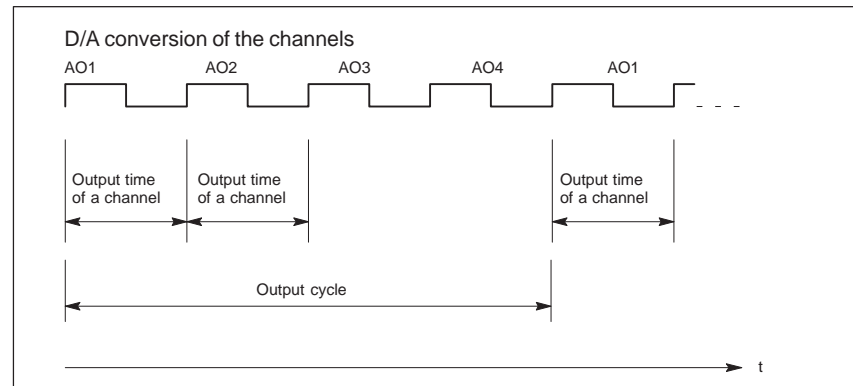 D/A conversion of the channels
AO1 AO2 AO3 AO4 AO1
Output time of a channel
Output time of a channel
Output time of a channel
Output cycle
t